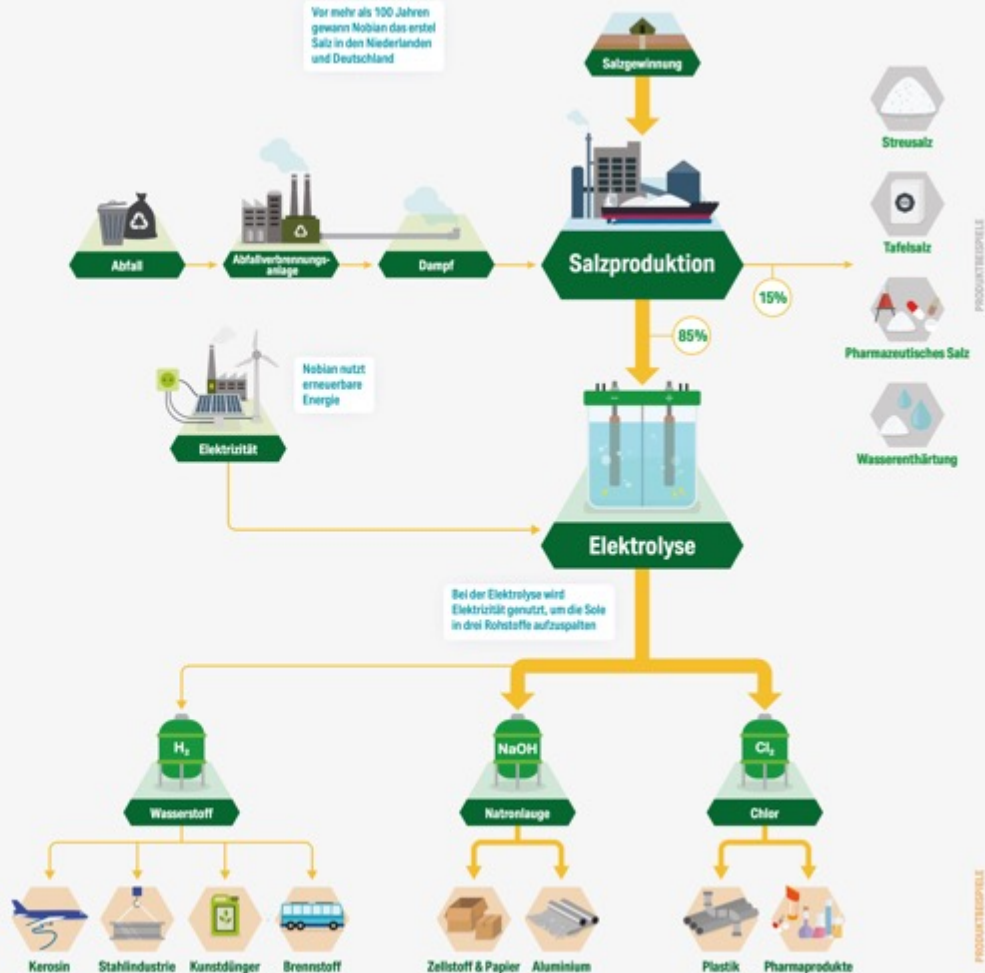 Vor mehr als 100 Jahren
gewann Nobian das erstel
Salz in den Niederlanden
und Deutschland
Salzgewinnung
Streusalz
Tafelsalz
Pharmazeutisches Salz
Wasserenthärtung
PRODUKTBEISPIELE
Abfall
Abfallverbrennungs-
anlage
Dampf
Salzproduktion
15%
85%
Nobian nutzt
erneuerbare
Energie
Elektrizität
Elektrolyse
Bei der Elektrolyse wird
Elektrizität genutzt, um die Sole
in drei Rohstoffe aufzuspalten
H₂
NaOH
Cl₂
Wasserstoff
Natronlauge
Chlor
Kerosin
Stahlindustrie
Kunstdünger
Brennstoff
Zellstoff & Papier
Aluminium
Plastik
Pharmaprodukte
PRODUKTBEISPIELE